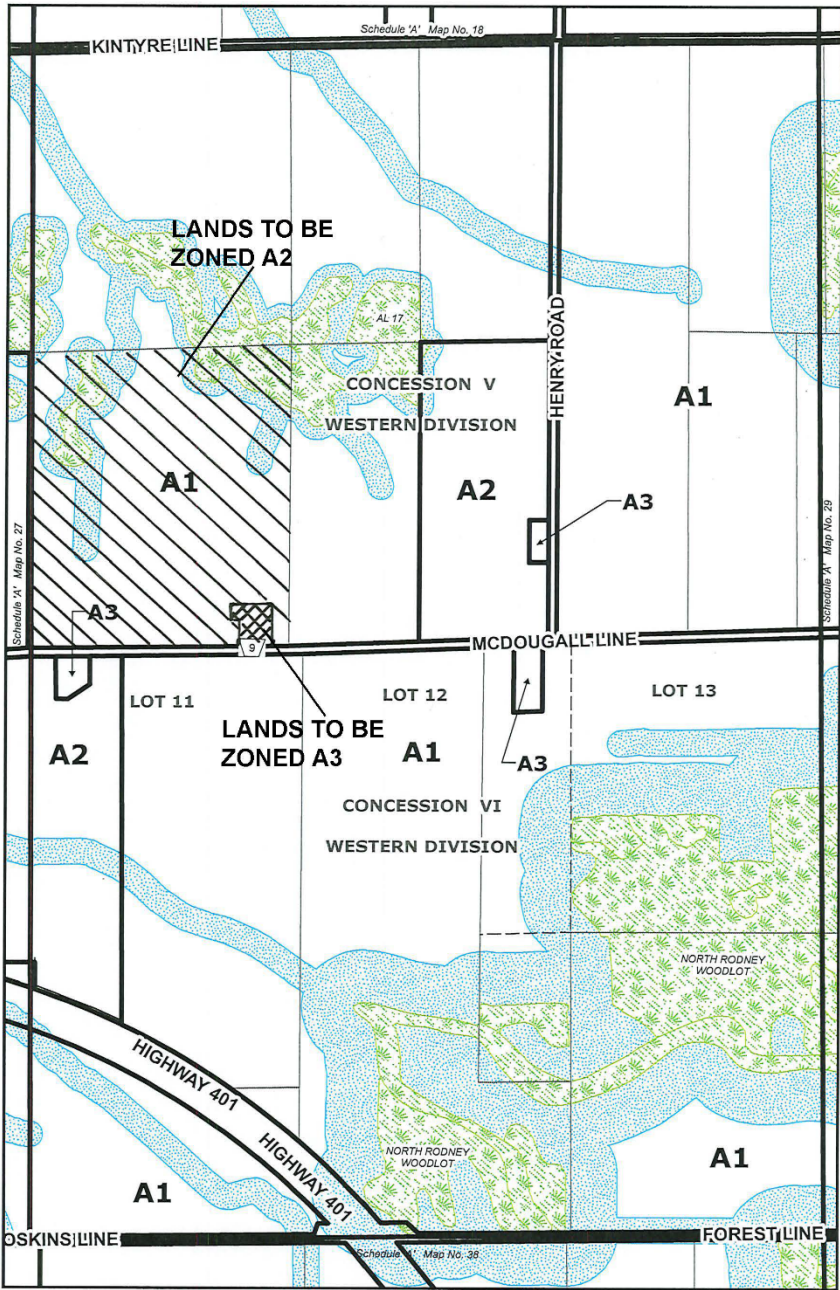 Schedule 'A' Map No. 18
KINTYRE LINE
LANDS TO BE
ZONED A2
AL 17
HENRY ROAD
CONCESSION V
WESTERN DIVISION
A1
A1
A2
A3
Schedule 'A' Map No. 27
Schedule 'A' Map No. 29
A3
9
MCDOUGALL LINE
LOT 11
LOT 12
LOT 13
LANDS TO BE
ZONED A3
A2
A1
A3
CONCESSION VI
WESTERN DIVISION
NORTH RODNEY
WOODLOT
HIGHWAY 401
HIGHWAY 401
NORTH RODNEY
WOODLOT
A1
A1
OSKINS LINE
FOREST LINE
Schedule 'A' Map No. 38